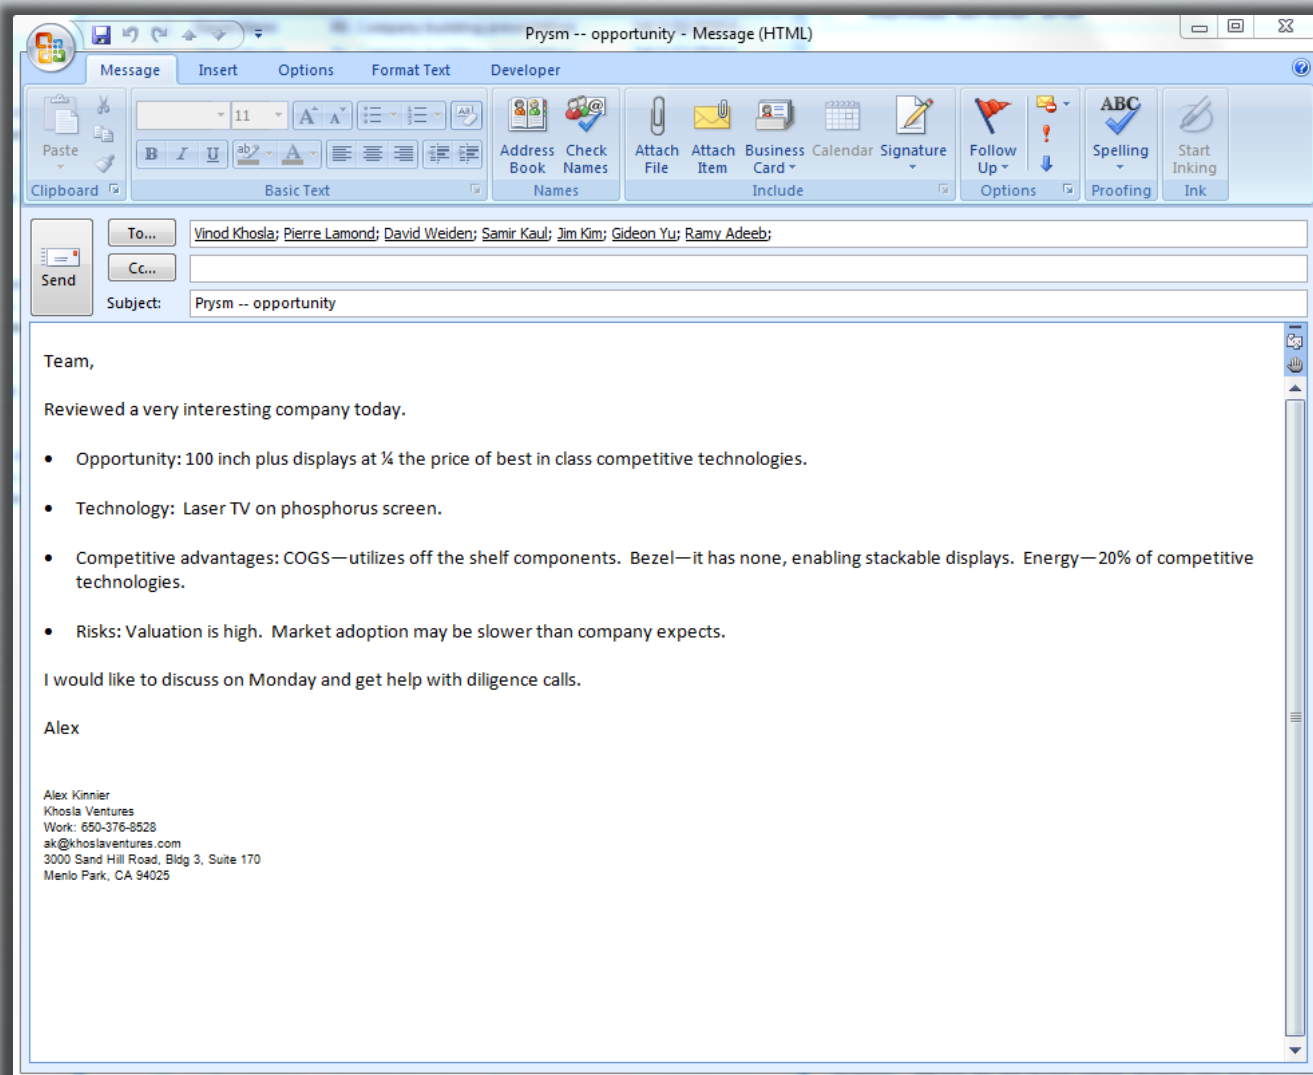 Prysm -- opportunity - Message (HTML)
Message Insert Options Format Text Developer
Paste
11
B I U ab A
Address Book
Check Names
Attach File
Attach Item
Business Card
Calendar
Signature
Follow Up
ABC
Spelling
Start Inking
Clipboard Basic Text Names Include Options Proofing Ink
Send
To... Vinod Khosla; Pierre Lamond; David Weiden; Samir Kaul; Jim Kim; Gideon Yu; Ramy Adeeb;
Cc...
Subject: Prysm -- opportunity
Team,
Reviewed a very interesting company today.
• Opportunity: 100 inch plus displays at ¼ the price of best in class competitive technologies.
• Technology: Laser TV on phosphorus screen.
• Competitive advantages: COGS—utilizes off the shelf components. Bezel—it has none, enabling stackable displays. Energy—20% of competitive
technologies.
• Risks: Valuation is high. Market adoption may be slower than company expects.
I would like to discuss on Monday and get help with diligence calls.
Alex
Alex Kinnier
Khosla Ventures
Work: 650-376-8528
ak@khoslaventures.com
3000 Sand Hill Road, Bldg 3, Suite 170
Menlo Park, CA 94025